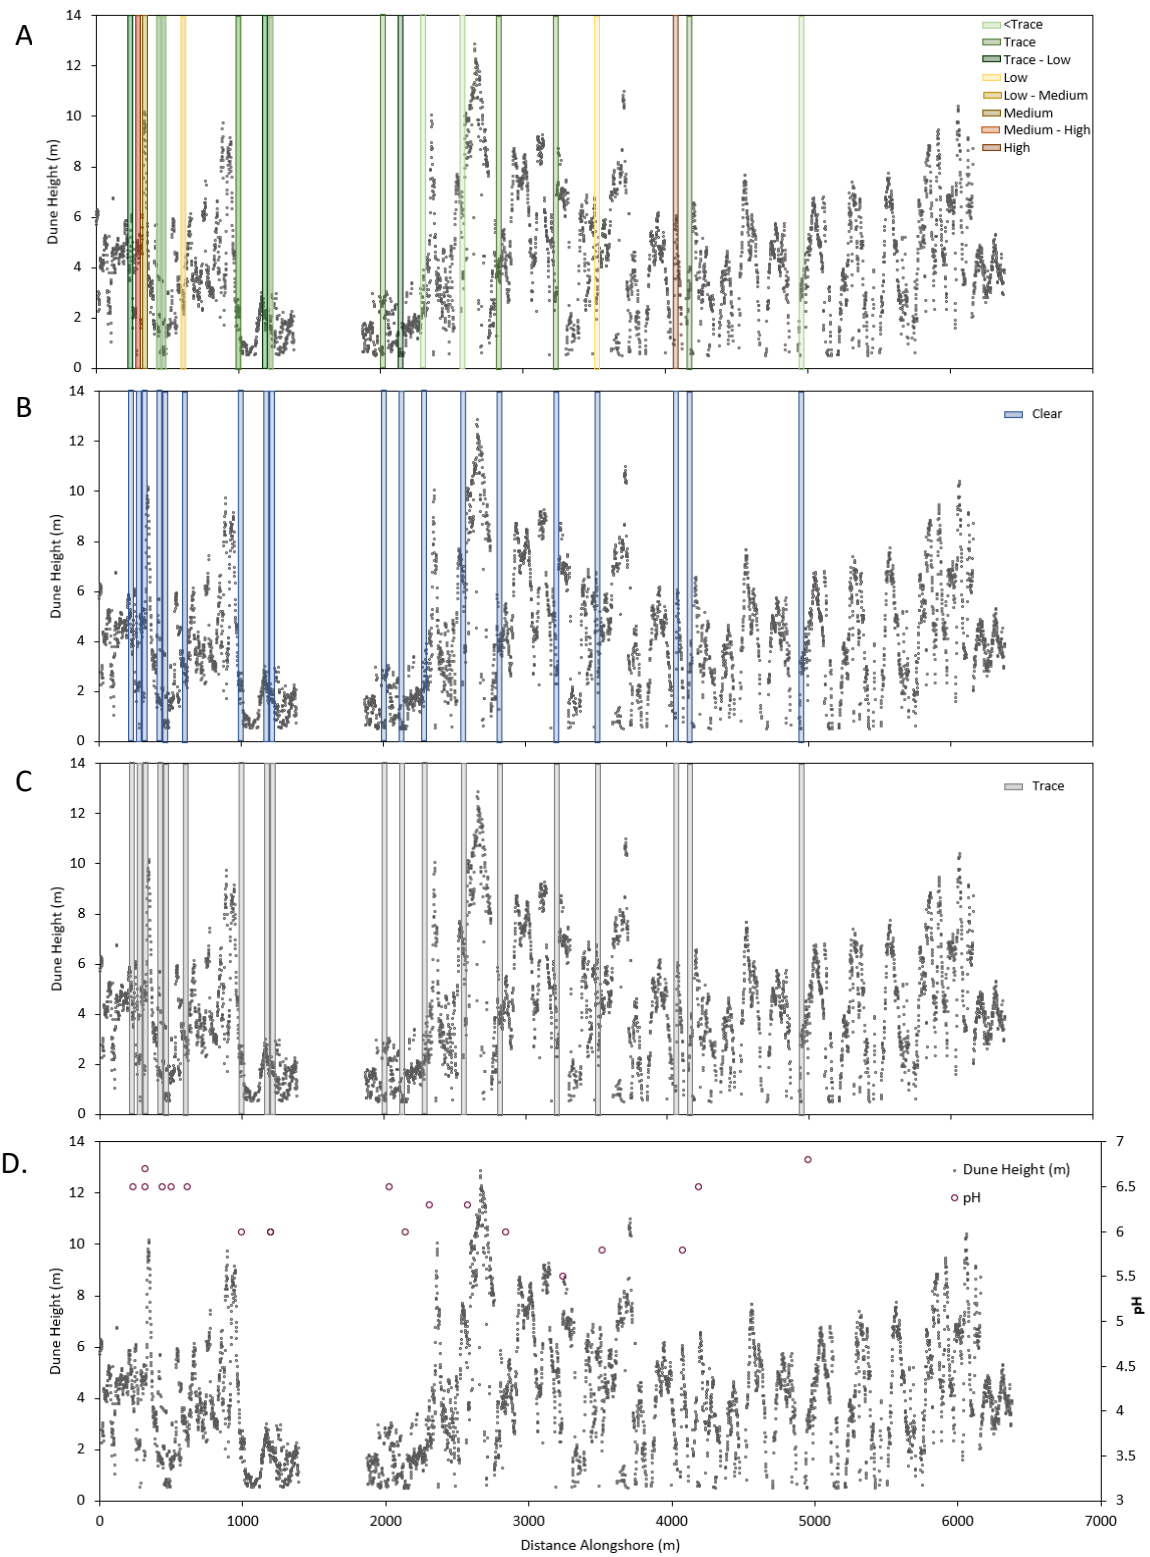 A
14
12
10
8
6
4
2
0
Dune Height (m)
<Trace
Trace
Trace - Low
Low
Low - Medium
Medium
Medium - High
High
B
14
12
10
8
6
4
2
0
Dune Height (m)
Clear
C
14
12
10
8
6
4
2
0
Dune Height (m)
Trace
D.
14
12
10
8
6
4
2
0
Dune Height (m)
Dune Height (m)
pH
7
6.5
6
5.5
5
4.5
4
3.5
3
pH
0 1000 2000 3000 4000 5000 6000 7000
Distance Alongshore (m)